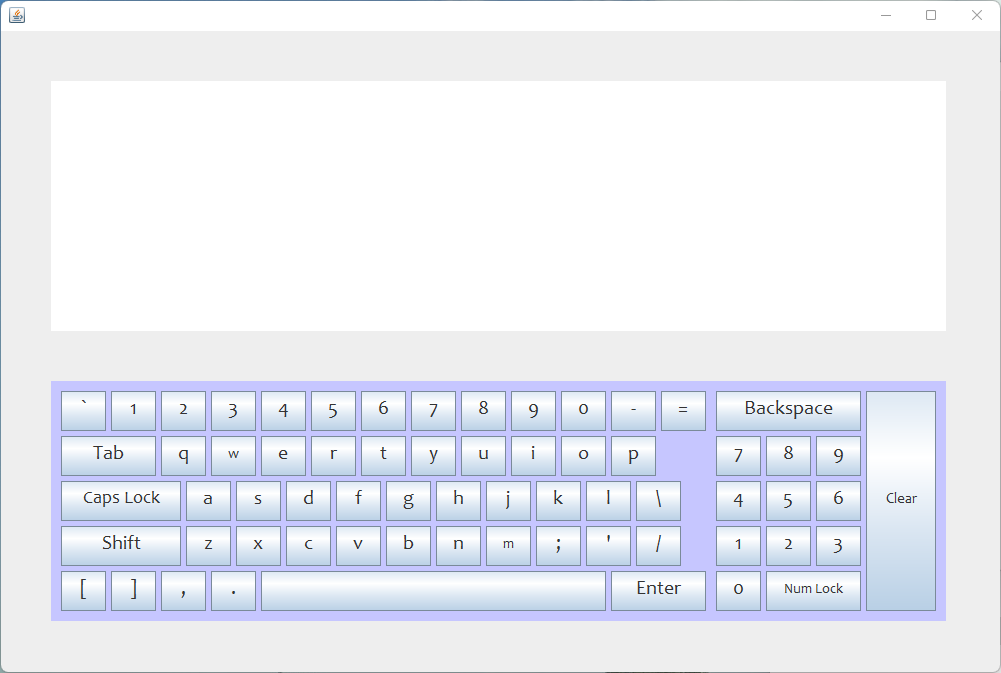 ` 1 2 3 4 5 6 7 8 9 0 - = Backspace
Tab q w e r t y u i o p 7 8 9
Caps Lock a s d f g h j k l \ 4 5 6 Clear
Shift z x c v b n m ; ' / 1 2 3
[ ] , . Enter 0 Num Lock